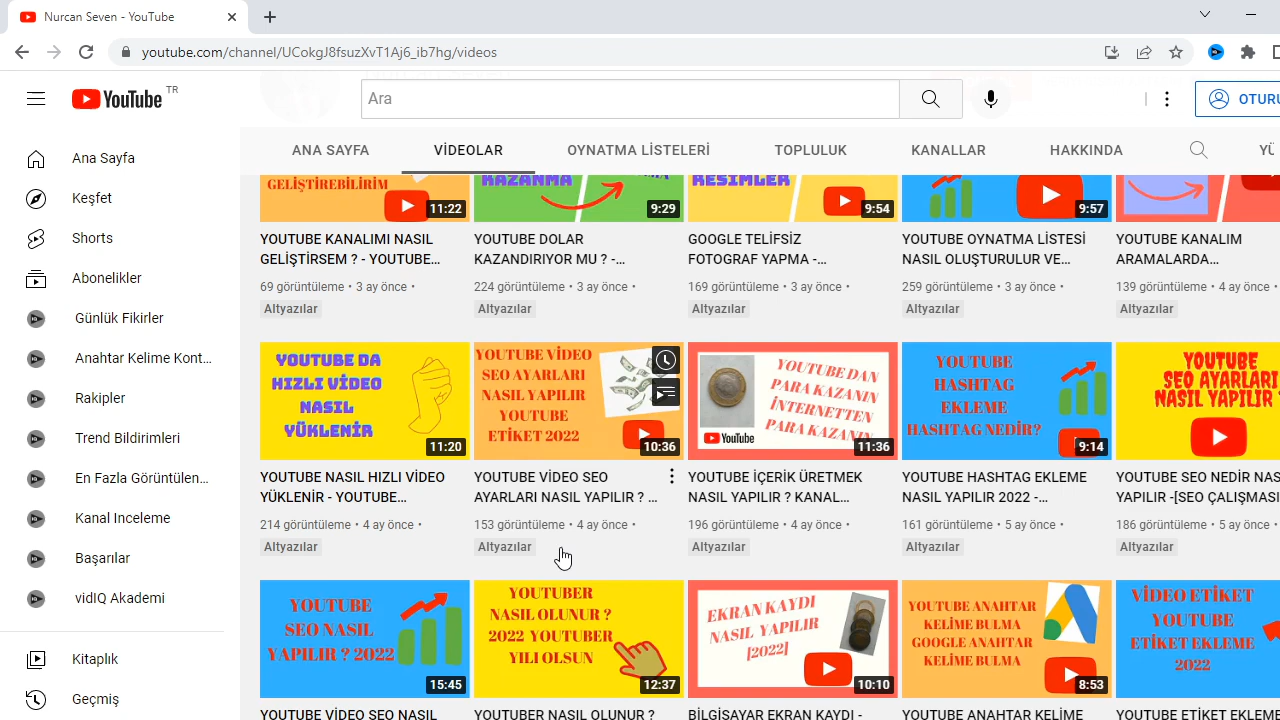 Nurcan Seven - YouTube
youtube.com/channel/UCokgJ8fsuzXvT1Aj6_ib7hg/videos
YouTube TR
Ara
OTURU
ANA SAYFA
VİDEOLAR
OYNATMA LİSTELERİ
TOPLULUK
KANALLAR
HAKKINDA
Ana Sayfa
Keşfet
Shorts
Abonelikler
Günlük Fikirler
Anahtar Kelime Kont...
Rakipler
Trend Bildirimleri
En Fazla Görüntülen...
Kanal Inceleme
Başarılar
vidIQ Akademi
Kitaplık
Geçmiş
GELİŞTİREBİLİRİM
11:22
YOUTUBE KANALIMI NASIL
GELİŞTİRSEM ? - YOUTUBE...
69 görüntüleme • 3 ay önce •
Altyazılar
KAZANMA
9:29
YOUTUBE DOLAR
KAZANDIRIYOR MU ? -...
224 görüntüleme • 3 ay önce •
Altyazılar
RESİMLER
9:54
GOOGLE TELİFSİZ
FOTOGRAF YAPMA -...
169 görüntüleme • 3 ay önce •
Altyazılar
9:57
YOUTUBE OYNATMA LİSTESİ
NASIL OLUŞTURULUR VE...
259 görüntüleme • 3 ay önce •
Altyazılar
YOUTUBE KANALIM
ARAMALARDA...
139 görüntüleme • 4 ay önce •
Altyazılar
YOUTUBE DA
HIZLI VİDEO
NASIL
YÜKLENİR
11:20
YOUTUBE NASIL HIZLI VİDEO
YÜKLENİR - YOUTUBE...
214 görüntüleme • 4 ay önce •
Altyazılar
YOUTUBE VİDEO
SEO AYARLARI
NASIL YAPILIR
YOUTUBE
ETİKET 2022
10:36
YOUTUBE VİDEO SEO
AYARLARI NASIL YAPILIR ? ...
153 görüntüleme • 4 ay önce •
Altyazılar
YOUTUBE DAN
PARA KAZANIN
İNTERNETTEN
PARA KAZANIN
YouTube
11:36
YOUTUBE İÇERİK ÜRETMEK
NASIL YAPILIR ? KANAL...
196 görüntüleme • 4 ay önce •
Altyazılar
YOUTUBE
HASHTAG
EKLEME
HASHTAG NEDİR?
9:14
YOUTUBE HASHTAG EKLEME
NASIL YAPILIR 2022 -...
161 görüntüleme • 5 ay önce •
Altyazılar
YOUTUBE
SEO AYARLARI
NASIL YAPILIR ?
YOUTUBE SEO NEDİR NAS
YAPILIR -[SEO ÇALIŞMASI
186 görüntüleme • 5 ay önce •
Altyazılar
YOUTUBE
SEO NASIL
YAPILIR ? 2022
15:45
YOUTUBE VİDEO SEO NASIL
YOUTUBER
NASIL OLUNUR ?
2022 YOUTUBER
YILI OLSUN
12:37
YOUTUBER NASIL OLUNUR ?
EKRAN KAYDI
NASIL YAPILIR
[2022]
10:10
BİLGİSAYAR EKRAN KAYDI -
YOUTUBE ANAHTAR
KELİME BULMA
GOOGLE ANAHTAR
KELİME BULMA
8:53
YOUTUBE ANAHTAR KELİME
VİDEO ETİKET
YOUTUBE
ETİKET EKLEME
2022
YOUTUBE ETİKET EKLEME